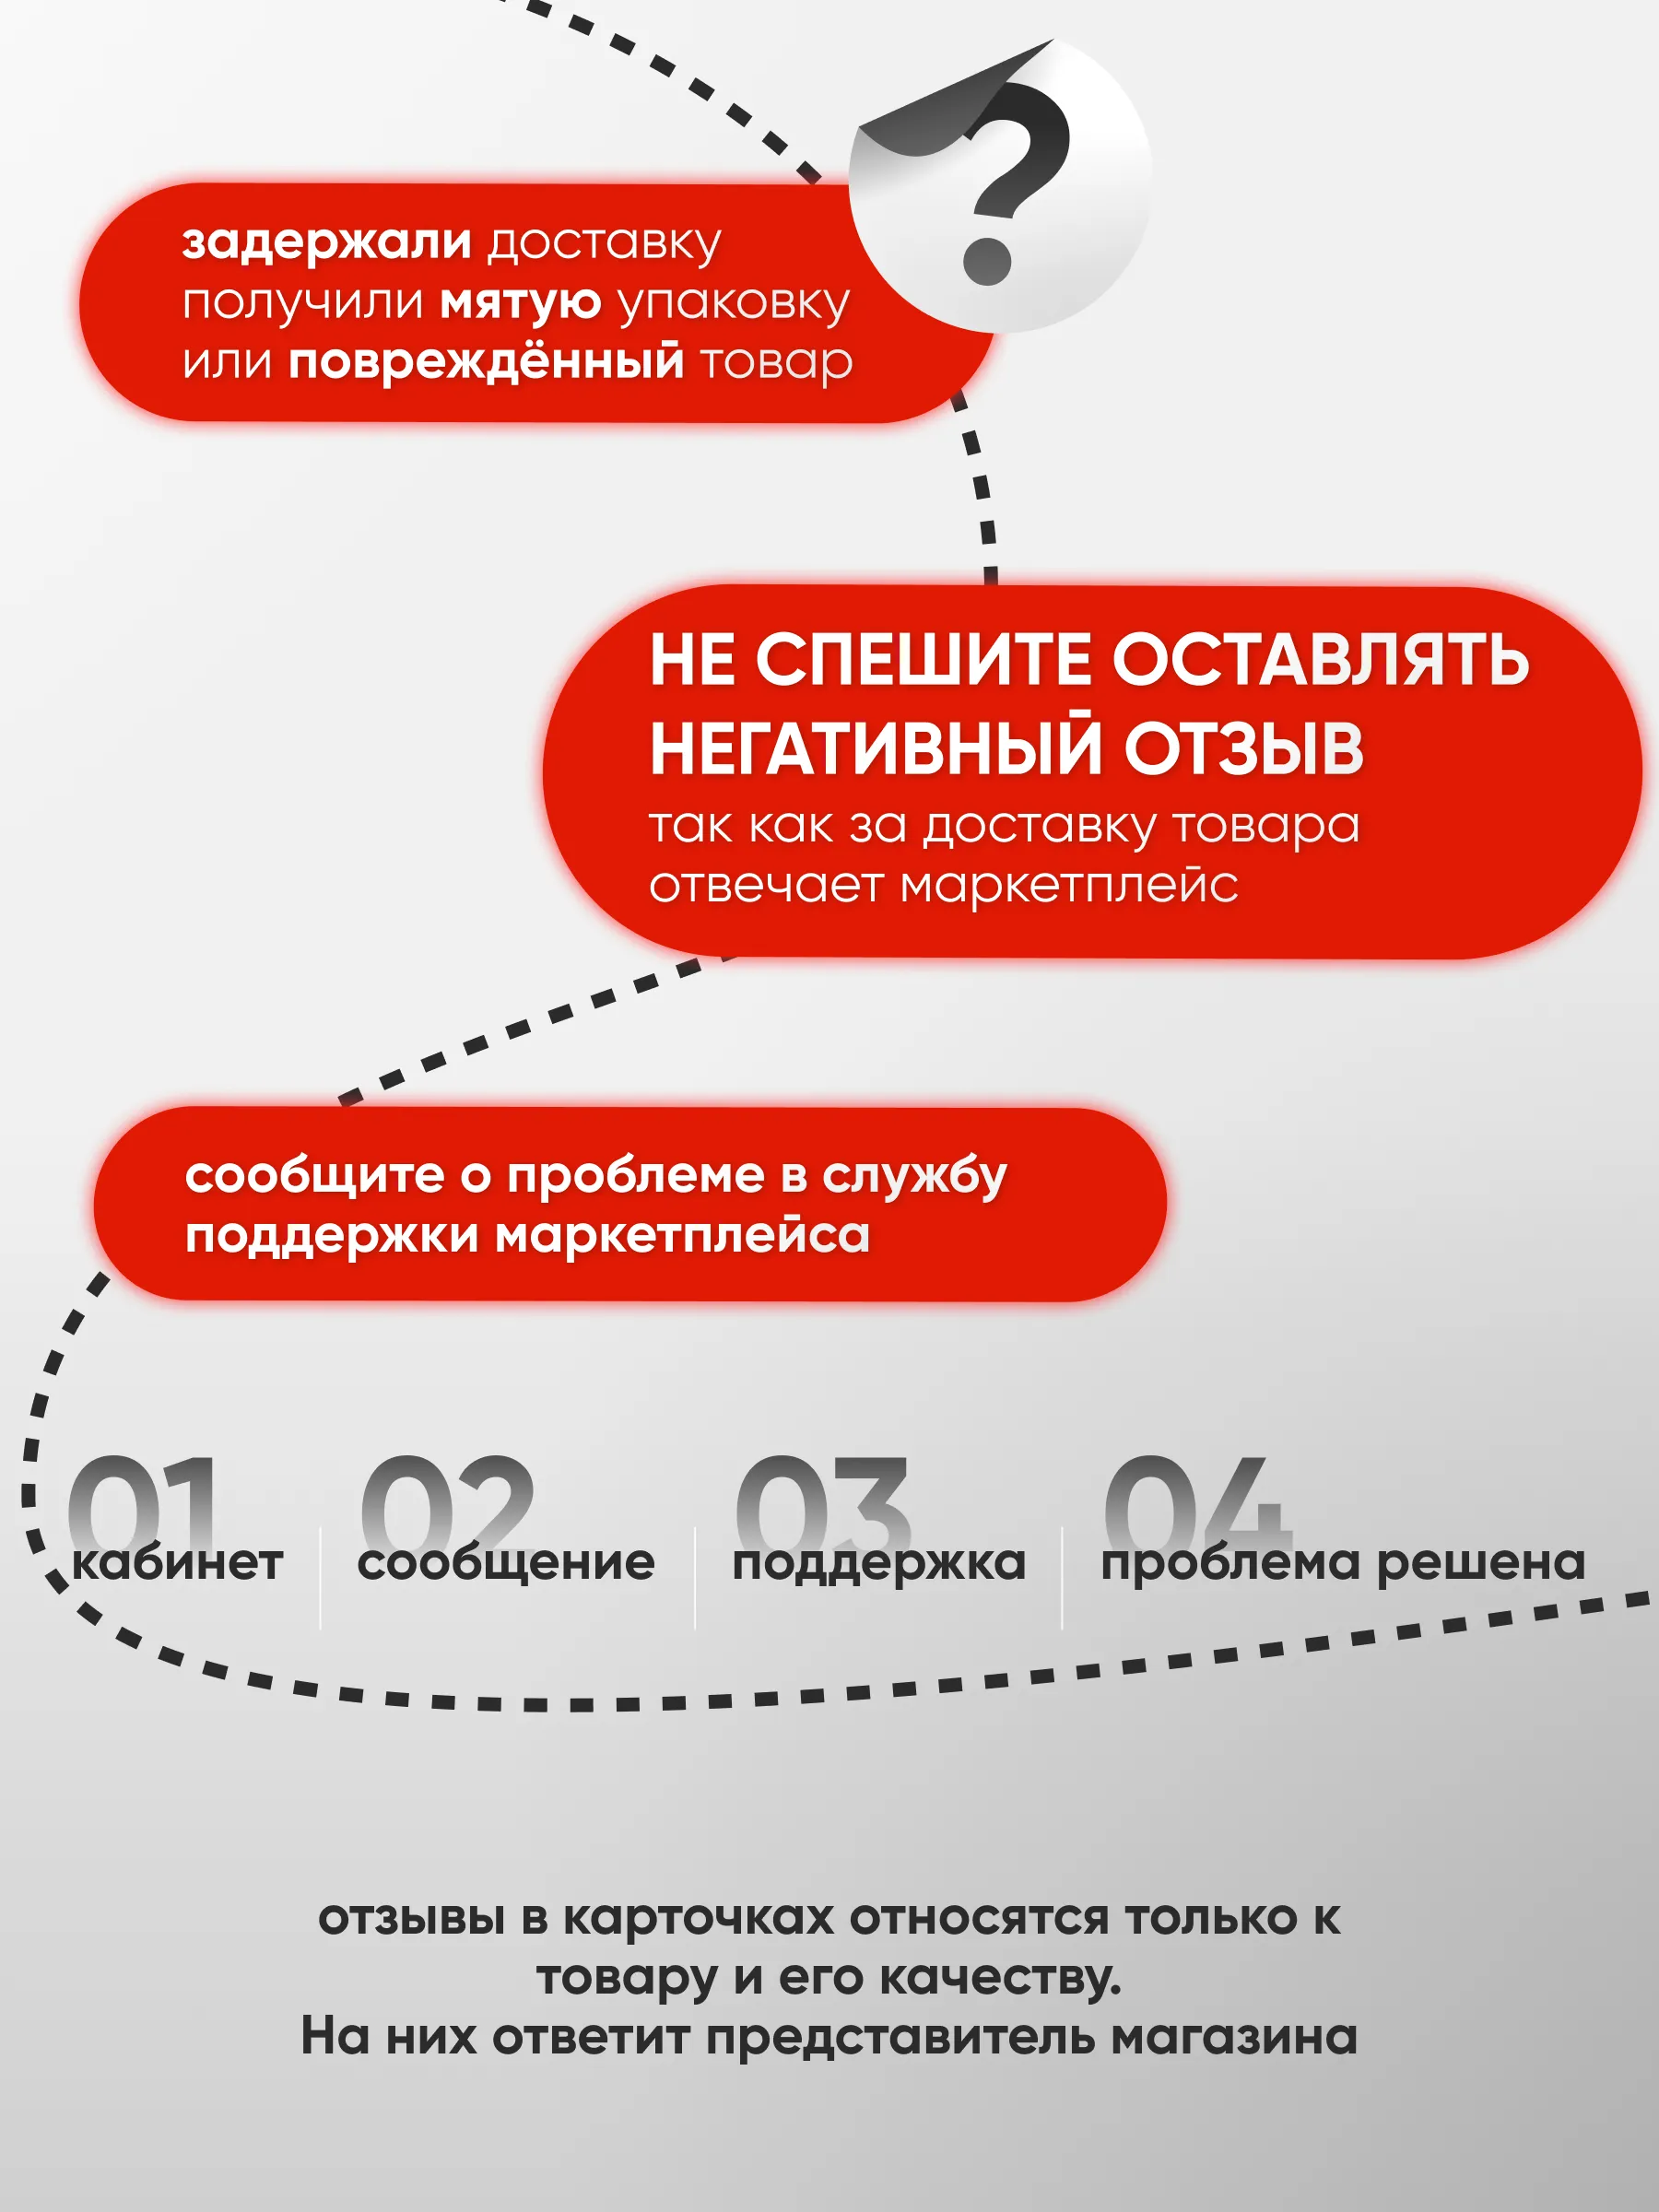 ?
задержали доставку
получили мятую упаковку
или повреждённый товар
НЕ СПЕШИТЕ ОСТАВЛЯТЬ
НЕГАТИВНЫЙ ОТЗЫВ
так как за доставку товара
отвечает маркетплейс
сообщите о проблеме в службу
поддержки маркетплейса
01 02 03 04
кабинет сообщение поддержка проблема решена
отзывы в карточках относятся только к
товару и его качеству.
На них ответит представитель магазина